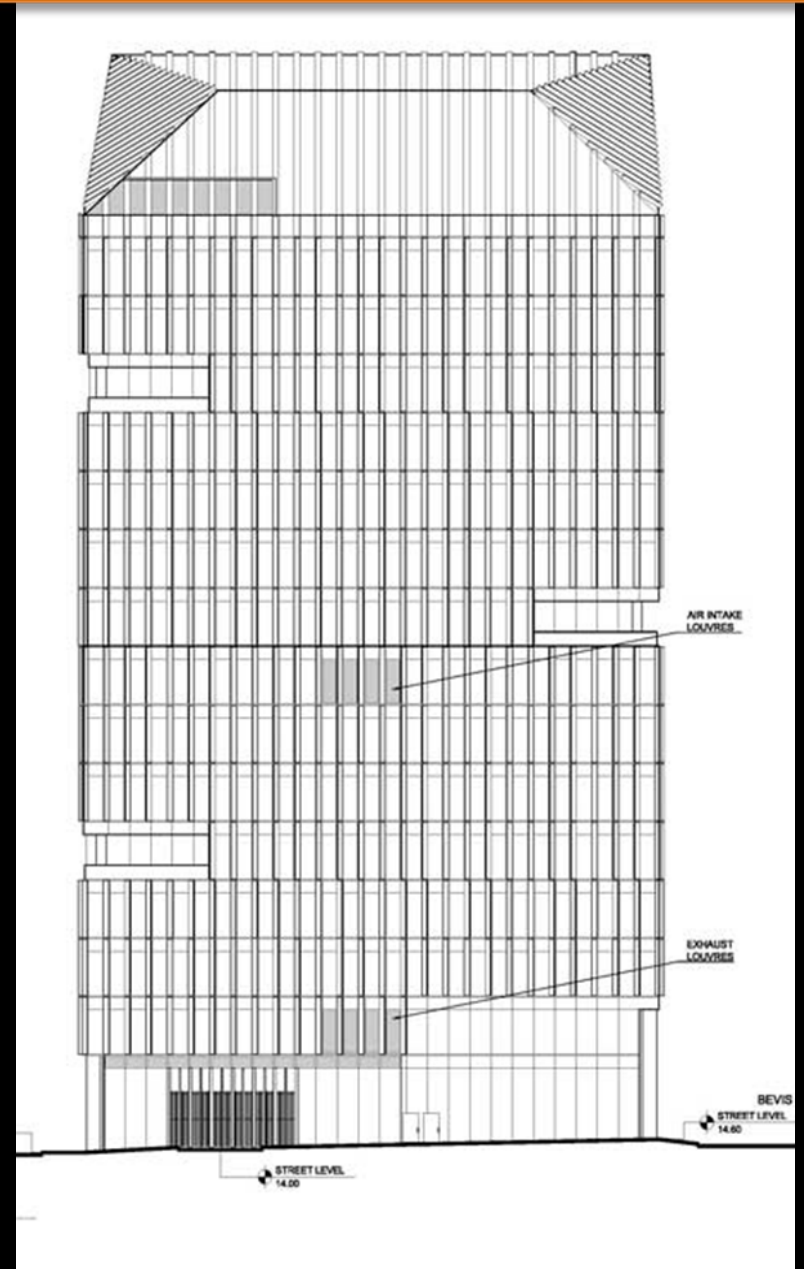 AIR INTAKE
LOUVRES
EXHAUST
LOUVRES
BEVIS
STREET LEVEL
14.60
STREET LEVEL
14.00